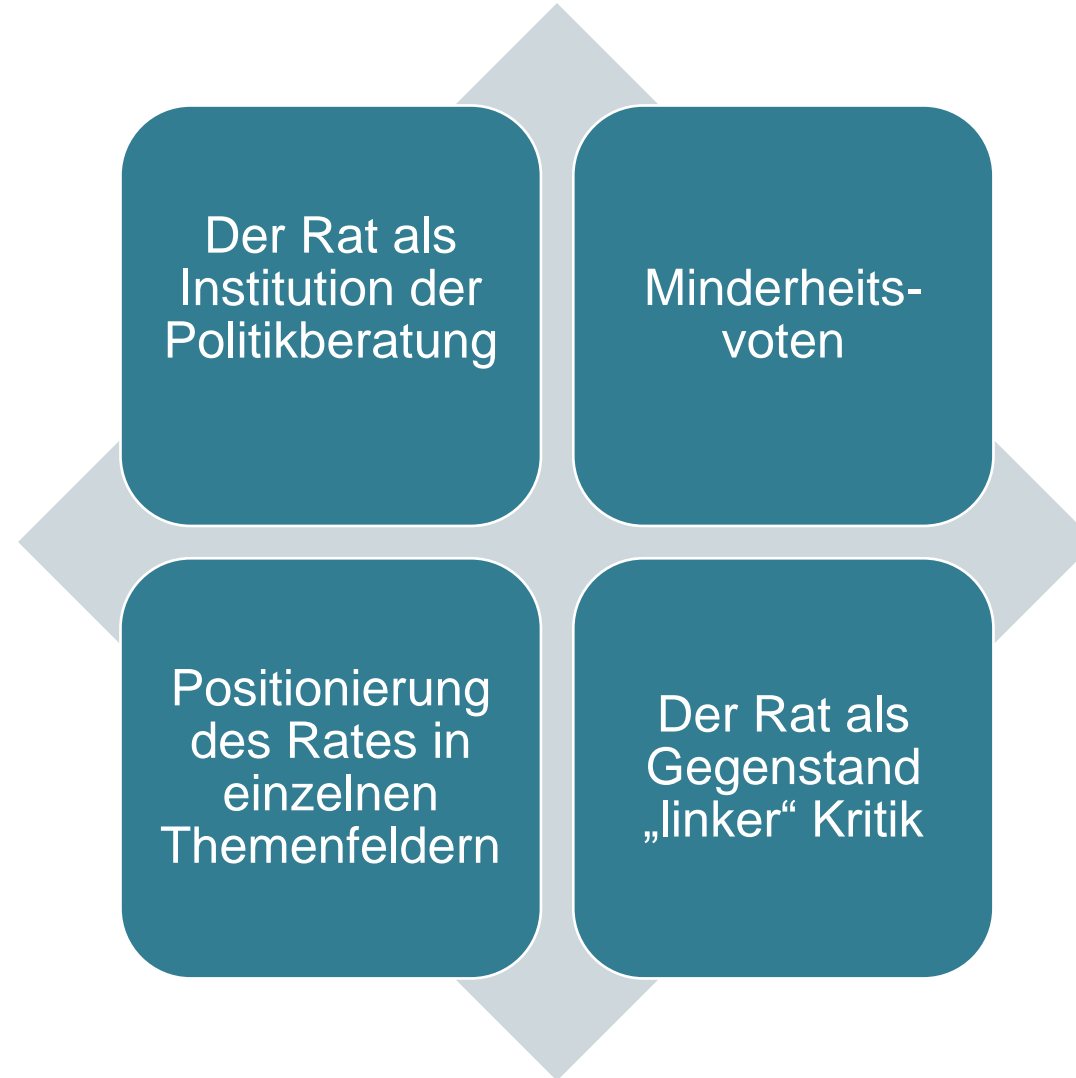 Der Rat als
Institution der
Politikberatung
Minderheits-
voten
Positionierung
des Rates in
einzelnen
Themenfeldern
Der Rat als
Gegenstand
„linker“ Kritik